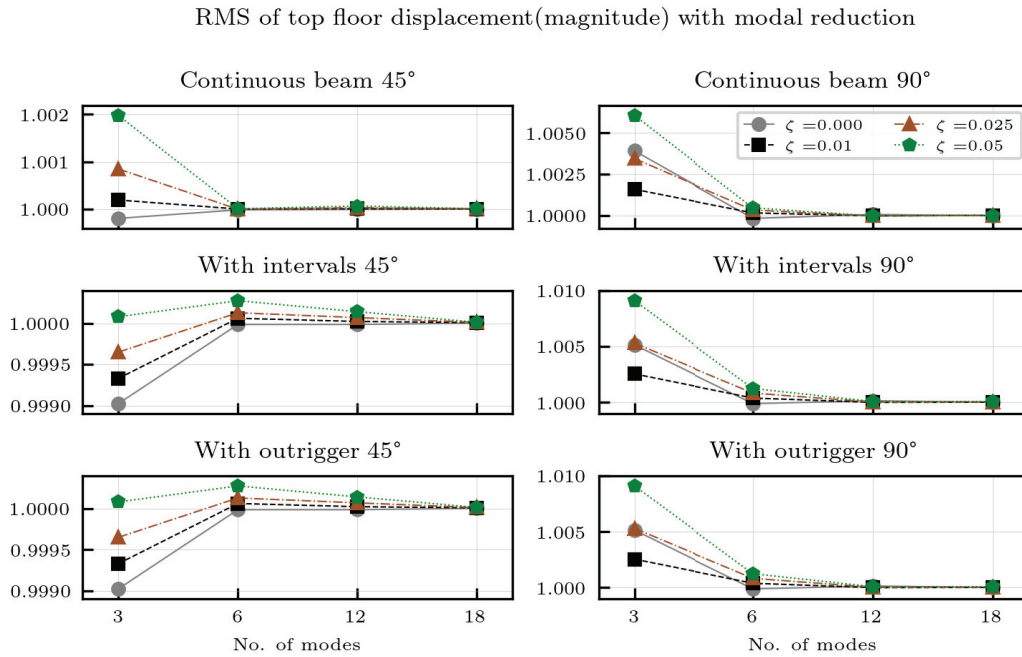 RMS of top floor displacement(magnitude) with modal reduction
Continuous beam 45°
1.002
1.001
1.000
Continuous beam 90°
1.0050
1.0025
1.0000
ζ =0.000
ζ =0.01
ζ =0.025
ζ =0.05
With intervals 45°
1.0000
0.9995
0.9990
With intervals 90°
1.010
1.005
1.000
With outrigger 45°
1.0000
0.9995
0.9990
3 6 12 18
No. of modes
With outrigger 90°
1.010
1.005
1.000
3 6 12 18
No. of modes